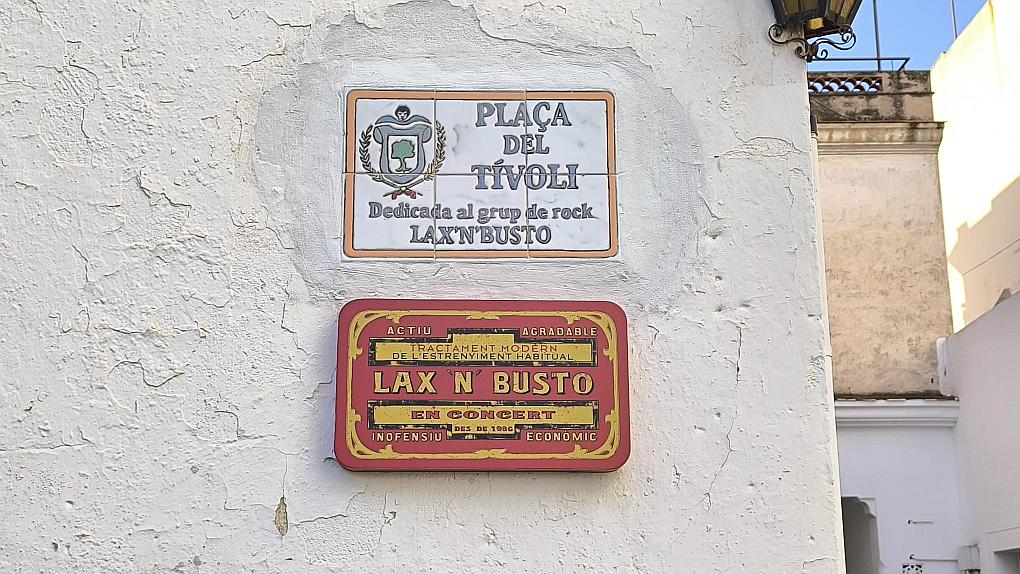 PLAÇA
DEL
TÍVOLI
Dedicada al grup de rock
LAX'N'BUSTO
ACTIU AGRADABLE
TRACTAMENT MODERN
DE L'ESTRENYIMENT HABITUAL
LAX 'N' BUSTO
EN CONCERT
DES DE 1986
INOFENSIU ECONOMIC